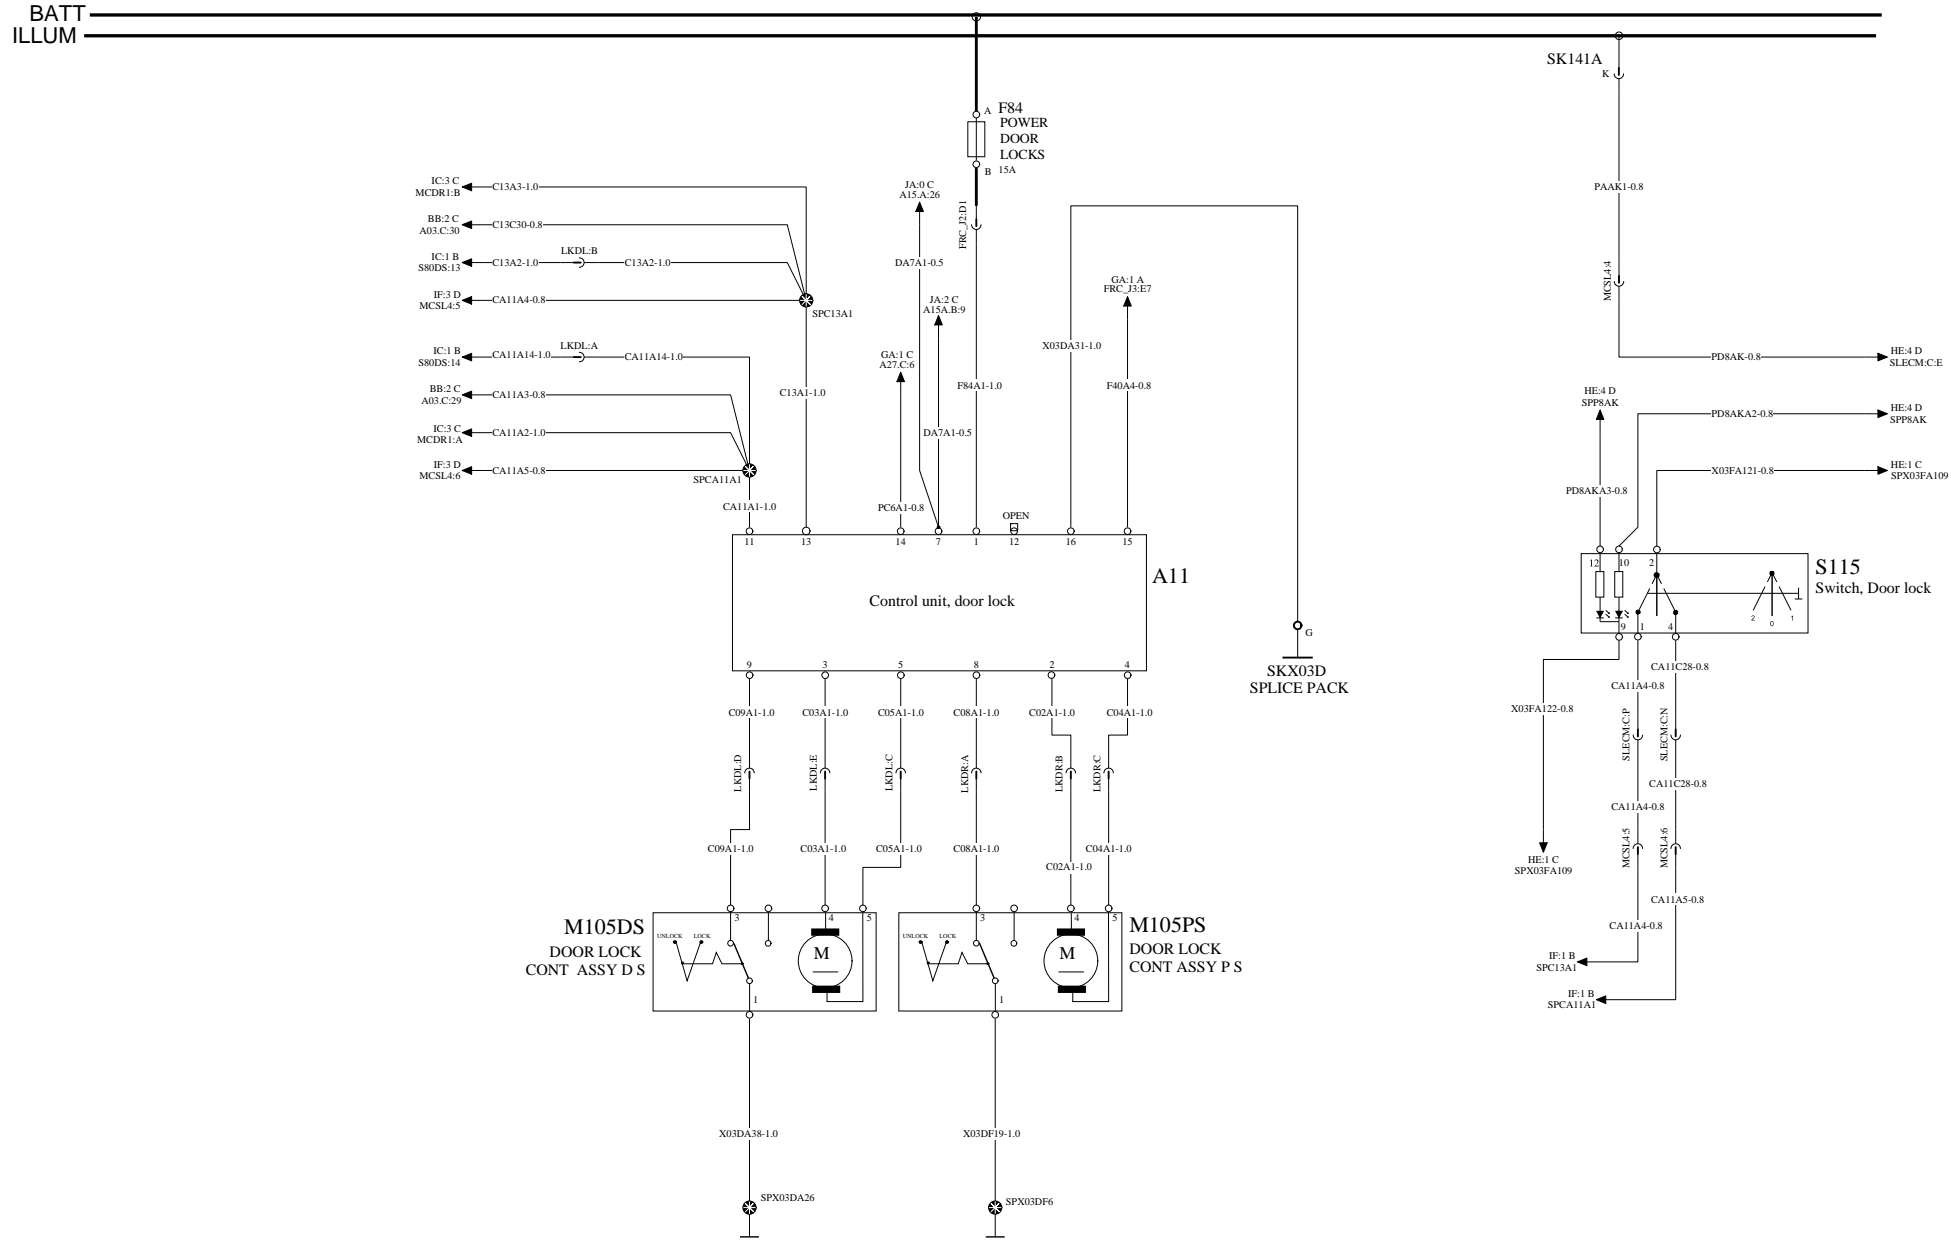 BATT
ILLUM
SK141A
K
A
F84
POWER
DOOR
LOCKS
B
15A
IC:3 C
MCDR1:B
C13A3-1.0
BB:2 C
A03.C:30
C13C30-0.8
IC:1 B
S80DS:13
C13A2-1.0
LKDL:B
C13A2-1.0
IF:3 D
MCSL4:5
CA11A4-0.8
SPC13A1
IC:1 B
S80DS:14
CA11A14-1.0
LKDL:A
CA11A14-1.0
BB:2 C
A03.C:29
CA11A3-0.8
IC:3 C
MCDR1:A
CA11A2-1.0
IF:3 D
MCSL4:6
CA11A5-0.8
SPCA11A1
CA11A1-1.0
C13A1-1.0
JA:0 C
A15.A:26
DA7A1-0.5
JA:2 C
A15A.B:9
DA7A1-0.5
GA:1 C
A27.C:6
PC6A1-0.8
FRC_J2:D1
F84A1-1.0
OPEN
X03DA31-1.0
GA:1 A
FRC_J3:E7
F40A4-0.8
11
13
14
7
1
12
16
15
A11
Control unit, door lock
9
3
5
8
2
4
G
SKX03D
SPLICE PACK
C09A1-1.0
C03A1-1.0
C05A1-1.0
C08A1-1.0
C02A1-1.0
C04A1-1.0
LKDL:D
LKDL:E
LKDL:C
LKDR:A
LKDR:B
LKDR:C
C09A1-1.0
C03A1-1.0
C05A1-1.0
C08A1-1.0
C02A1-1.0
C04A1-1.0
M105DS
DOOR LOCK
CONT ASSY D S
3
4
5
UNLOCK
LOCK
M
1
3
4
5
UNLOCK
LOCK
M
1
M105PS
DOOR LOCK
CONT ASSY P S
X03DA38-1.0
X03DF19-1.0
SPX03DA26
SPX03DF6
PAAK1-0.8
MCSL4:4
PD8AK-0.8
HE:4 D
SLECM:C:E
HE:4 D
SPP8AK
PD8AKA2-0.8
HE:4 D
SPP8AK
X03FA121-0.8
HE:1 C
SPX03FA109
PD8AKA3-0.8
12
10
2
S115
Switch, Door lock
2
0
1
9
1
4
CA11C28-0.8
CA11A4-0.8
X03FA122-0.8
SLECM:C:P
SLECM:C:N
CA11C28-0.8
CA11A4-0.8
MCSL4:5
MCSL4:6
HE:1 C
SPX03FA109
CA11A5-0.8
CA11A4-0.8
IF:1 B
SPC13A1
IF:1 B
SPCA11A1